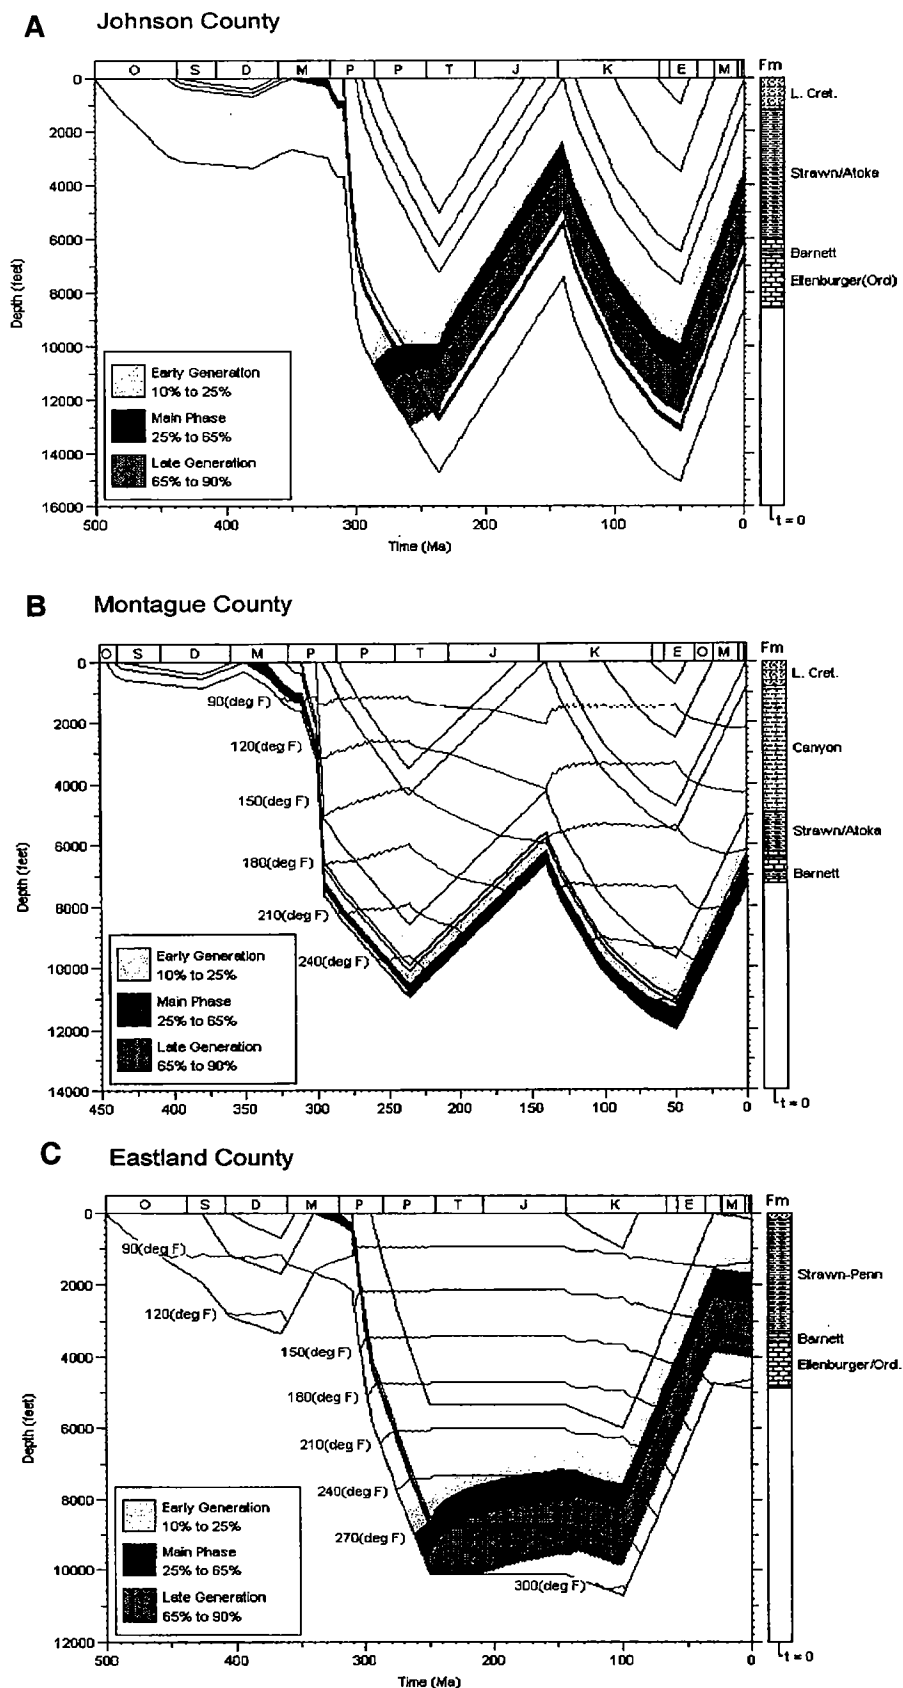 A Johnson County
O S D M P P T J K E M Fm
0
2000
4000
6000
8000
10000
12000
14000
16000
Depth (feet)
L. Cret.
Strawn/Atoka
Barnett
Ellenburger(Ord)
Early Generation
10% to 25%
Main Phase
25% to 65%
Late Generation
65% to 90%
500 400 300 200 100 0
t = 0
Time (Ma)
B Montague County
O S D M P P T J K E O M Fm
0
2000
4000
6000
8000
10000
12000
14000
Depth (feet)
90(deg F)
120(deg F)
150(deg F)
180(deg F)
210(deg F)
240(deg F)
L. Cret.
Canyon
Strawn/Atoka
Barnett
Early Generation
10% to 25%
Main Phase
25% to 65%
Late Generation
65% to 90%
450 400 350 300 250 200 150 100 50 0
t = 0
C Eastland County
O S D M P P T J K E M Fm
0
2000
4000
6000
8000
10000
12000
Depth (feet)
90(deg F)
120(deg F)
150(deg F)
180(deg F)
210(deg F)
240(deg F)
270(deg F)
300(deg F)
Strawn-Penn
Barnett
Ellenburger/Ord.
Early Generation
10% to 25%
Main Phase
25% to 65%
Late Generation
65% to 90%
500 400 300 200 100 0
t = 0
Time (Ma)